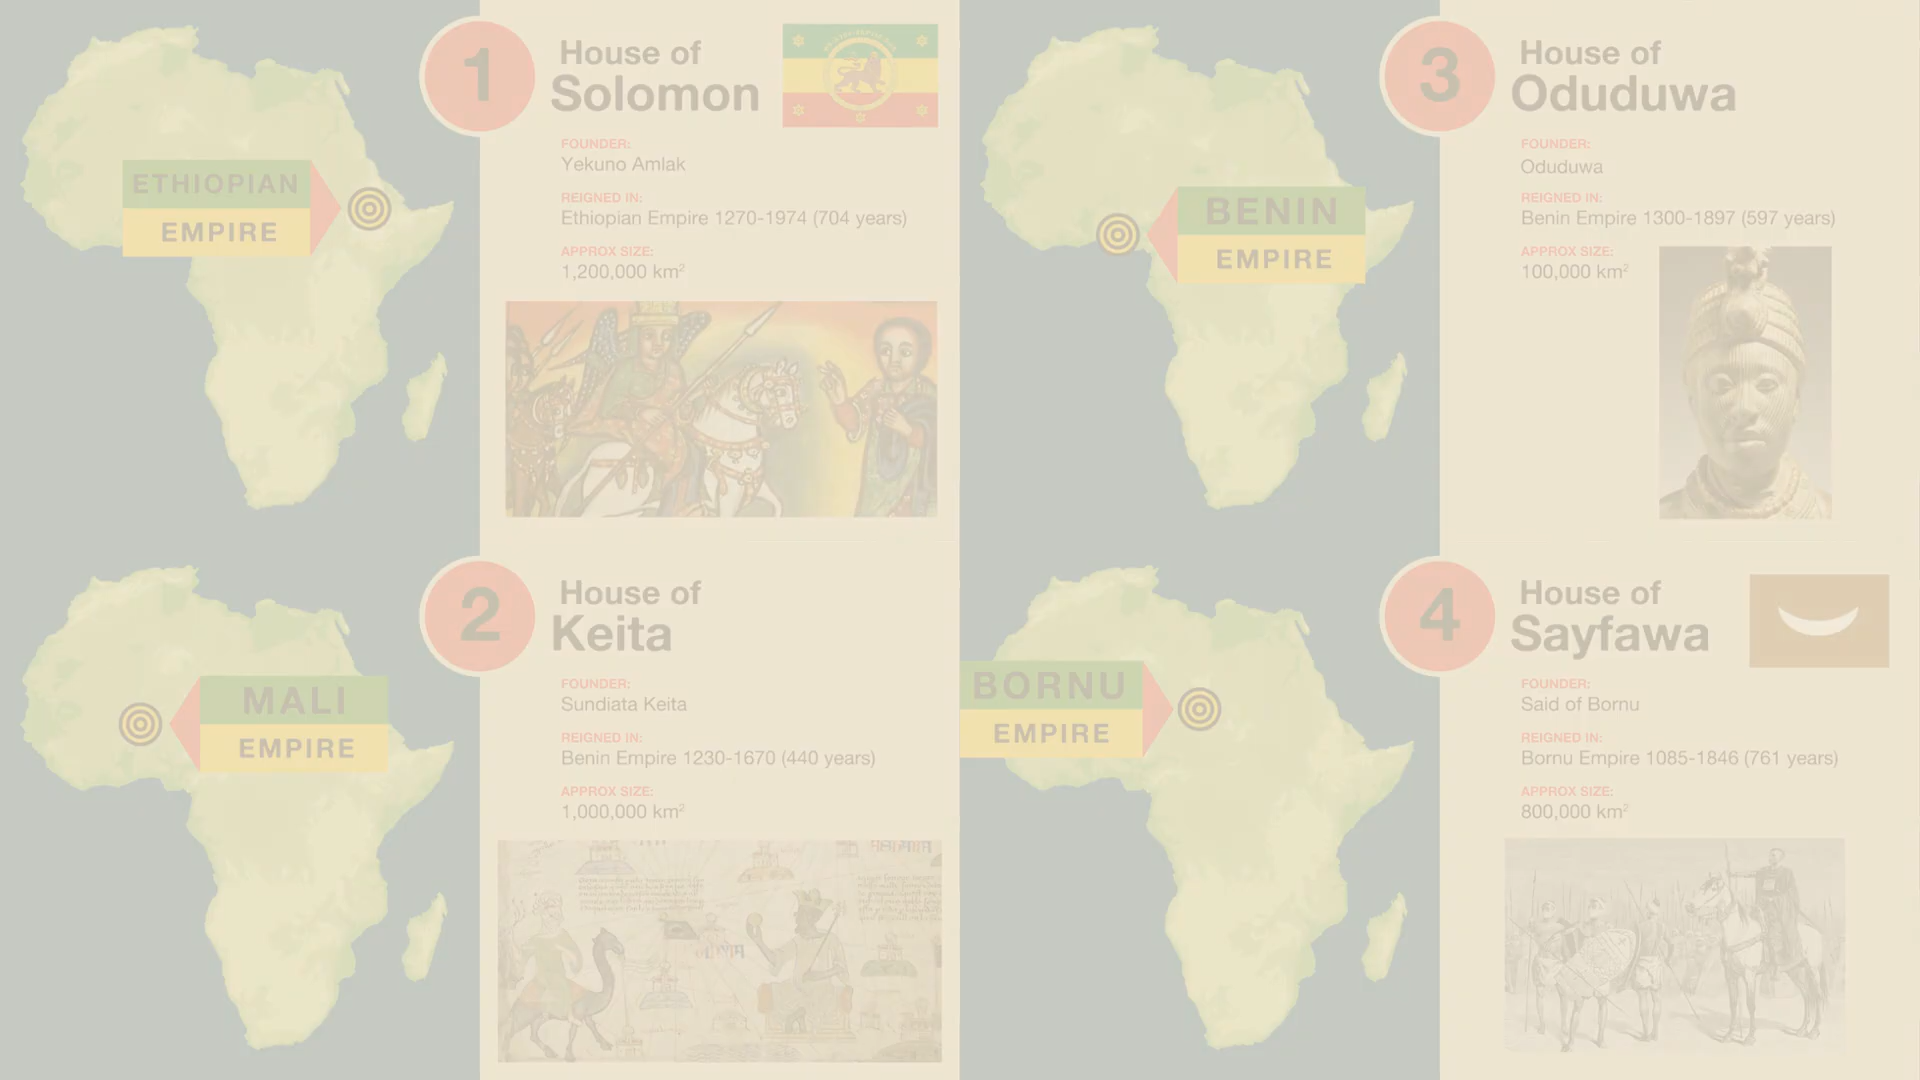 1
House of
Solomon
FOUNDER:
Yekuno Amlak
REIGNED IN:
Ethiopian Empire 1270-1974 (704 years)
APPROX SIZE:
1,200,000 km²
ETHIOPIAN
EMPIRE
3
House of
Oduduwa
FOUNDER:
Oduduwa
REIGNED IN:
Benin Empire 1300-1897 (597 years)
APPROX SIZE:
100,000 km²
BENIN
EMPIRE
2
House of
Keita
FOUNDER:
Sundiata Keita
REIGNED IN:
Benin Empire 1230-1670 (440 years)
APPROX SIZE:
1,000,000 km²
MALI
EMPIRE
4
House of
Sayfawa
FOUNDER:
Said of Bornu
REIGNED IN:
Bornu Empire 1085-1846 (761 years)
APPROX SIZE:
800,000 km²
BORNU
EMPIRE